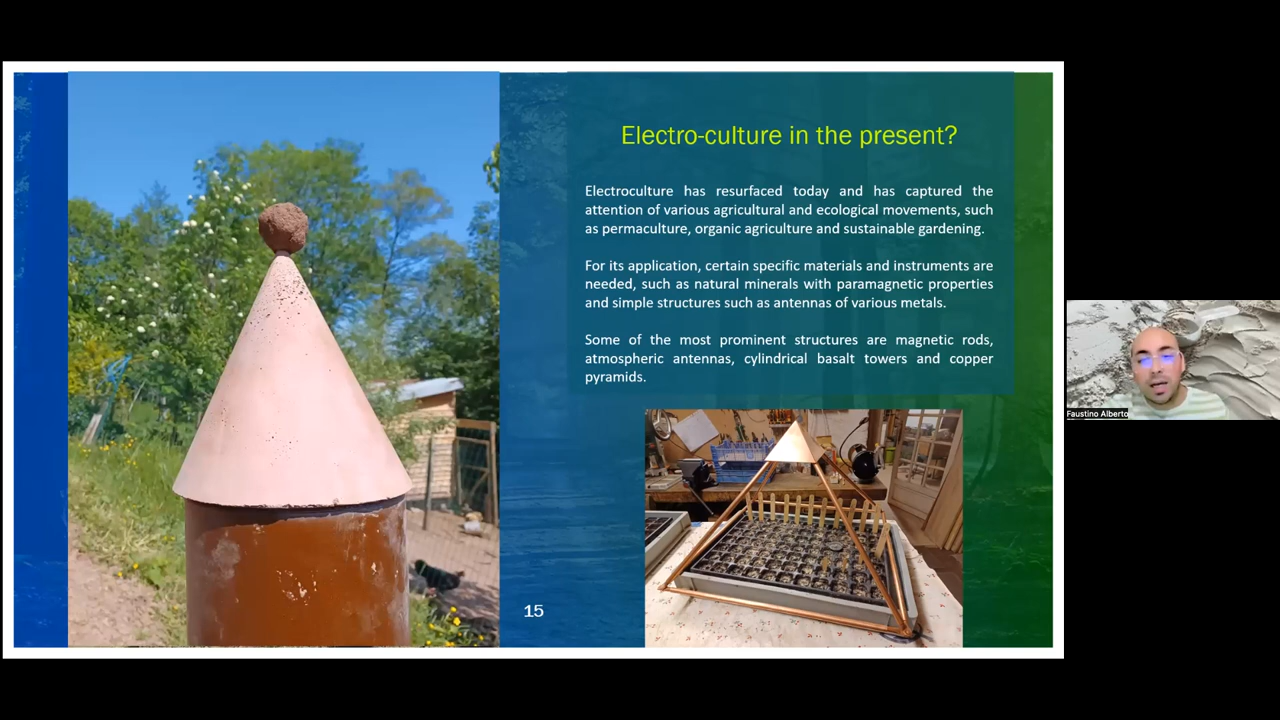 Electro-culture in the present?
Electroculture has resurfaced today and has captured the
attention of various agricultural and ecological movements, such
as permaculture, organic agriculture and sustainable gardening.
For its application, certain specific materials and instruments are
needed, such as natural minerals with paramagnetic properties
and simple structures such as antennas of various metals.
Some of the most prominent structures are magnetic rods,
atmospheric antennas, cylindrical basalt towers and copper
pyramids.
15
Faustino Alberto